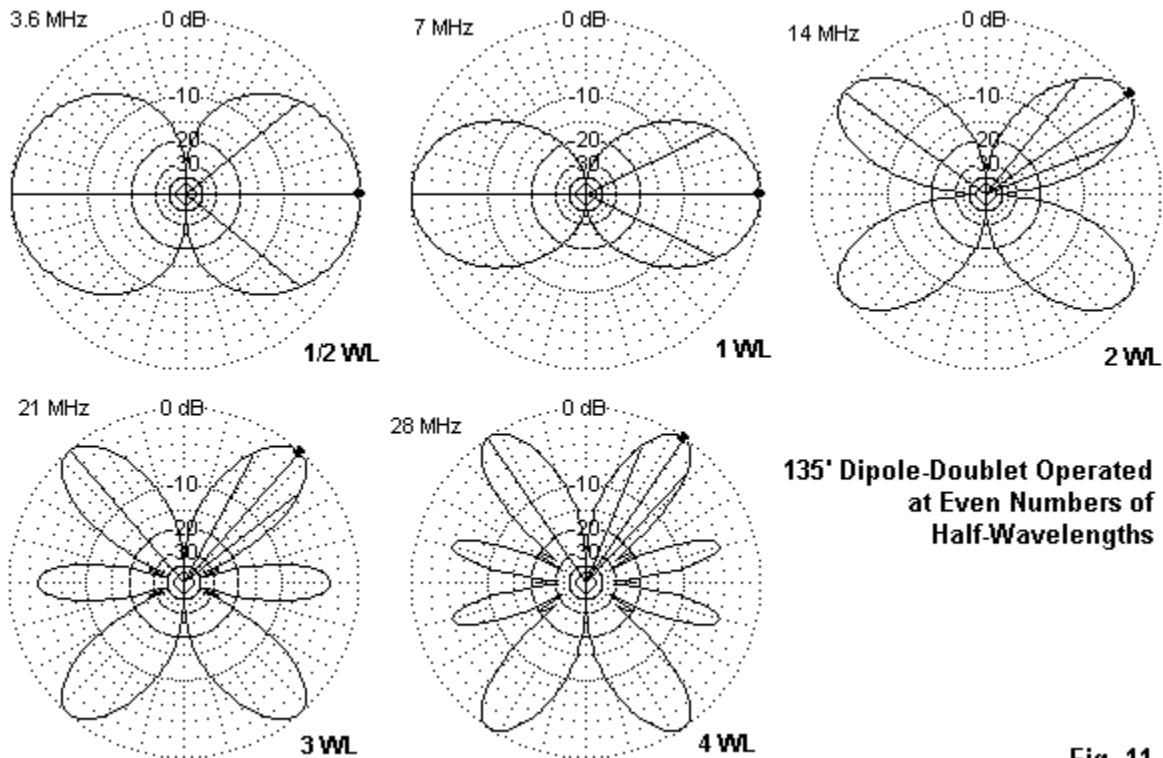 3.6 MHz
0 dB
-10
20
30
1/2 WL
7 MHz
0 dB
-10
20
30
1 WL
14 MHz
0 dB
-10
20
30
2 WL
21 MHz
0 dB
-10
20
30
3 WL
28 MHz
0 dB
-10
20
30
4 WL
135' Dipole-Doublet Operated
at Even Numbers of
Half-Wavelengths
Fig. 11